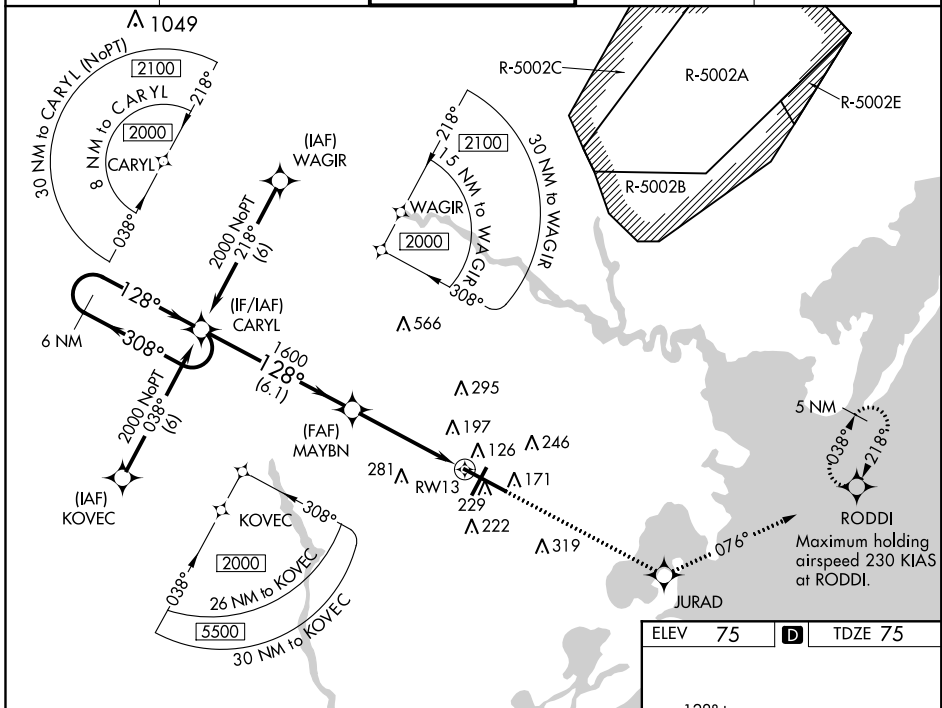 1049
30 NM to CARYL (NoPT)
2100
8 NM to CARYL
2000
CARYL
218°
038°
(IAF)
WAGIR
2000 NoPT
218°
(6)
218°
2100
30 NM to WAGIR
15 NM to WAGIR
WAGIR
2000
308°
R-5002C
R-5002A
R-5002E
R-5002B
128°
308°
6 NM
(IF/IAF)
CARYL
2000 NoPT
038°
(6)
(IAF)
KOVEC
1600
128°
(6.1)
(FAF)
MAYBN
566
295
197
126
246
281
RW13
171
229
222
319
KOVEC
308°
2000
038°
26 NM to KOVEC
5500
30 NM to KOVEC
5 NM
038°
218°
RODDI
Maximum holding
airspeed 230 KIAS
at RODDI.
076°
JURAD
ELEV 75 D TDZE 75